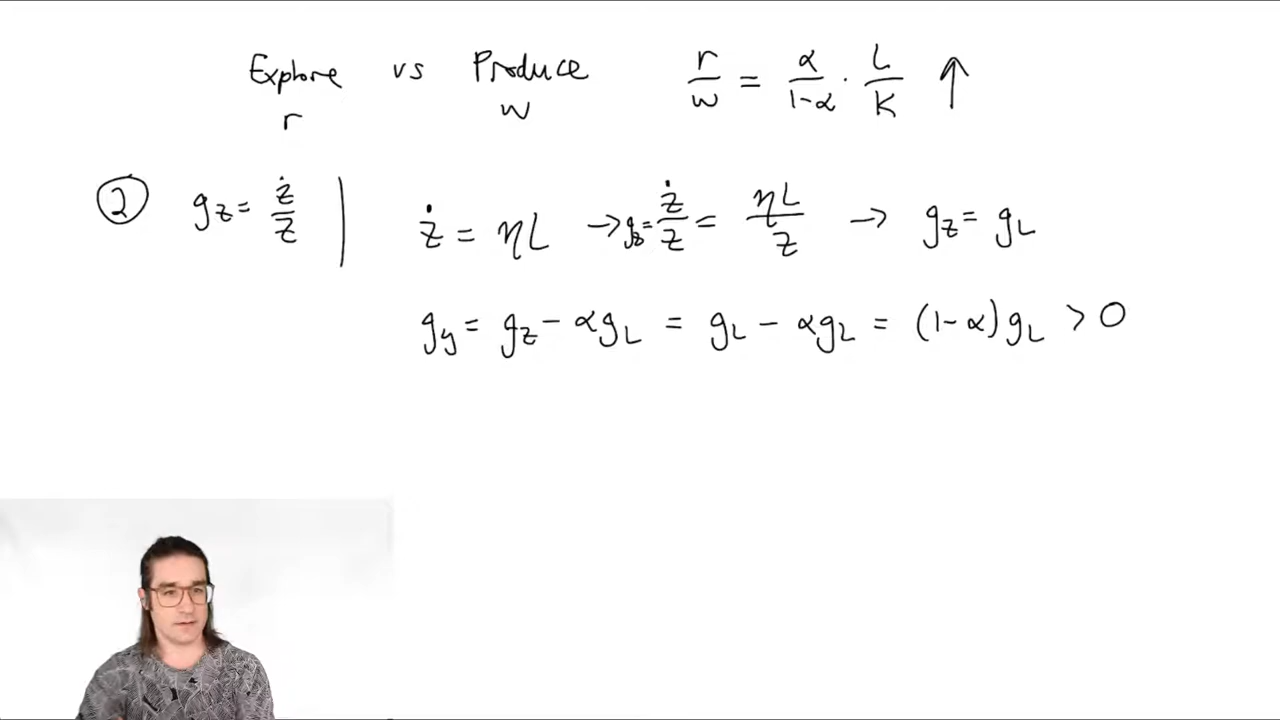 Explore vs Produce r/w = α/1-α · L/K ↑
r w
② g_z = ż/z | ż = ηL → g_z = ż/z = ηL/z → g_z = g_L
g_y = g_z - αg_L = g_L - αg_L = (1-α)g_L > 0